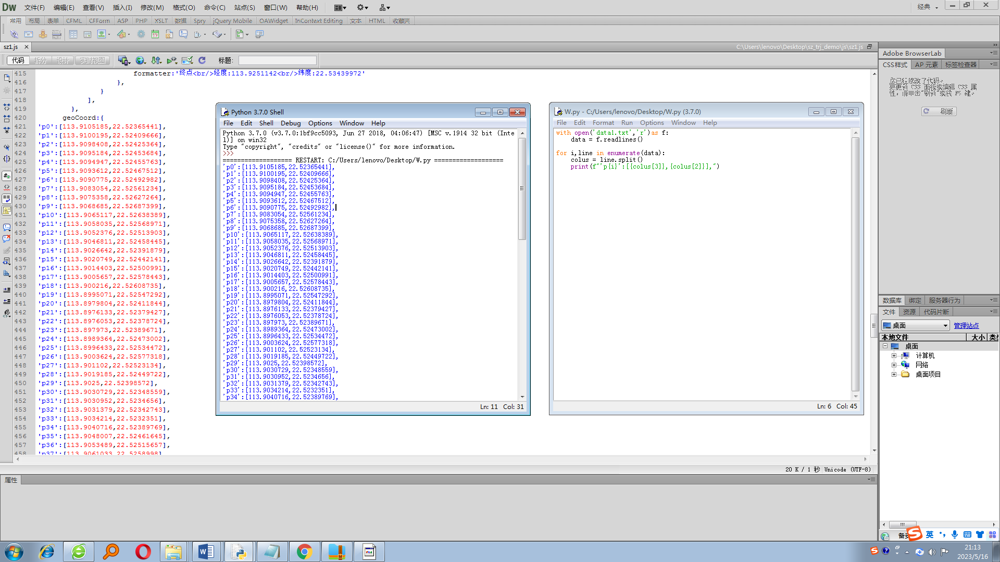 Dw 文件(F) 编辑(E) 查看(V) 插入(I) 修改(M) 格式(O) 命令(C) 站点(S) 窗口(W) 帮助(H) 经典
常用 布局 表单 CFML CFForm ASP PHP XSLT 数据 Spry jQuery Mobile OAWidget InContext Editing 文本 HTML 收藏夹
sz1.js
C:\Users\lenovo\Desktop\sz_trj_demo\js\sz1.js
代码 拆分 设计 实时视图 标题:
415 formatter:'终点<br/>经度:113.9251142<br/>纬度:22.53439972'
416 },
417 }
418 ],
419 },
420 geoCoord:{
421 'p0':[113.9105185,22.52365441],
422 'p1':[113.9100195,22.52409666],
423 'p2':[113.9098408,22.52425364],
424 'p3':[113.9095184,22.52453684],
425 'p4':[113.9094947,22.52455763],
426 'p5':[113.9093612,22.52467512],
427 'p6':[113.9090775,22.52492982],
428 'p7':[113.9083054,22.52561234],
429 'p8':[113.9075358,22.52627264],
430 'p9':[113.9068685,22.52687399],
431 'p10':[113.9065117,22.52638389],
432 'p11':[113.9058035,22.52568971],
433 'p12':[113.9052376,22.52513903],
434 'p13':[113.9046811,22.52458445],
435 'p14':[113.9026642,22.52391879],
436 'p15':[113.9020749,22.52442141],
437 'p16':[113.9014403,22.52500991],
438 'p17':[113.9005657,22.52578443],
439 'p18':[113.900216,22.52608735],
440 'p19':[113.8995071,22.52547292],
441 'p20':[113.8979804,22.52411844],
442 'p21':[113.8976133,22.52379427],
443 'p22':[113.8976053,22.52378724],
444 'p23':[113.897973,22.52389671],
445 'p24':[113.8989364,22.52473002],
446 'p25':[113.8996433,22.52534472],
447 'p26':[113.9003624,22.52577318],
448 'p27':[113.901102,22.52523134],
449 'p28':[113.9019185,22.52449722],
450 'p29':[113.9025,22.52398572],
451 'p30':[113.9030729,22.52348559],
452 'p31':[113.9030952,22.5234656],
453 'p32':[113.9031379,22.52342743],
454 'p33':[113.9034214,22.5232351],
455 'p34':[113.9040716,22.52389769],
456 'p35':[113.9048007,22.52461645],
457 'p36':[113.9053489,22.52515657],
458 'p37':[113.9061033,22.5258998],
Python 3.7.0 Shell
File Edit Shell Debug Options Window Help
Python 3.7.0 (v3.7.0:1bf9cc5093, Jun 27 2018, 04:06:47) [MSC v.1914 32 bit (Inte
l)] on win32
Type "copyright", "credits" or "license()" for more information.
>>>
=================== RESTART: C:/Users/lenovo/Desktop/W.py ===================
'p0':[113.9105185,22.52365441],
'p1':[113.9100195,22.52409666],
'p2':[113.9098408,22.52425364],
'p3':[113.9095184,22.52453684],
'p4':[113.9094947,22.52455763],
'p5':[113.9093612,22.52467512],
'p6':[113.9090775,22.52492982],
'p7':[113.9083054,22.52561234],
'p8':[113.9075358,22.52627264],
'p9':[113.9068685,22.52687399],
'p10':[113.9065117,22.52638389],
'p11':[113.9058035,22.52568971],
'p12':[113.9052376,22.52513903],
'p13':[113.9046811,22.52458445],
'p14':[113.9026642,22.52391879],
'p15':[113.9020749,22.52442141],
'p16':[113.9014403,22.52500991],
'p17':[113.9005657,22.52578443],
'p18':[113.900216,22.52608735],
'p19':[113.8995071,22.52547292],
'p20':[113.8979804,22.52411844],
'p21':[113.8976133,22.52379427],
'p22':[113.8976053,22.52378724],
'p23':[113.897973,22.52389671],
'p24':[113.8989364,22.52473002],
'p25':[113.8996433,22.52534472],
'p26':[113.9003624,22.52577318],
'p27':[113.901102,22.52523134],
'p28':[113.9019185,22.52449722],
'p29':[113.9025,22.52398572],
'p30':[113.9030729,22.52348559],
'p31':[113.9030952,22.5234656],
'p32':[113.9031379,22.52342743],
'p33':[113.9034214,22.5232351],
'p34':[113.9040716,22.52389769],
Ln: 11 Col: 31
W.py - C:/Users/lenovo/Desktop/W.py (3.7.0)
File Edit Format Run Options Window Help
with open('data1.txt','r')as f:
data = f.readlines()
for i,line in enumerate(data):
colus = line.split()
print(f"'p{i}':[{colus[3]},{colus[2]}],")
Ln: 6 Col: 45
20 K / 1 秒 Unicode (UTF-8)
属性
Adobe BrowserLab
CSS样式 AP 元素 标签检查器
刷新
数据库 绑定 服务器行为
文件 资源 代码片断
桌面 管理站点
本地文件 大小 类
桌面
计算机
网络
桌面项目
英
21:13
2023/5/16